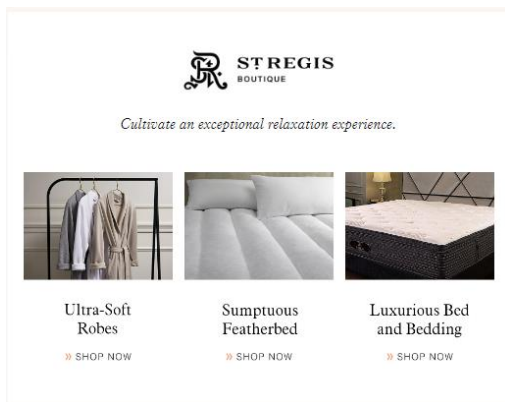 ST REGIS
BOUTIQUE
Cultivate an exceptional relaxation experience.
Ultra-Soft
Robes
» SHOP NOW
Sumptuous
Featherbed
» SHOP NOW
Luxurious Bed
and Bedding
» SHOP NOW